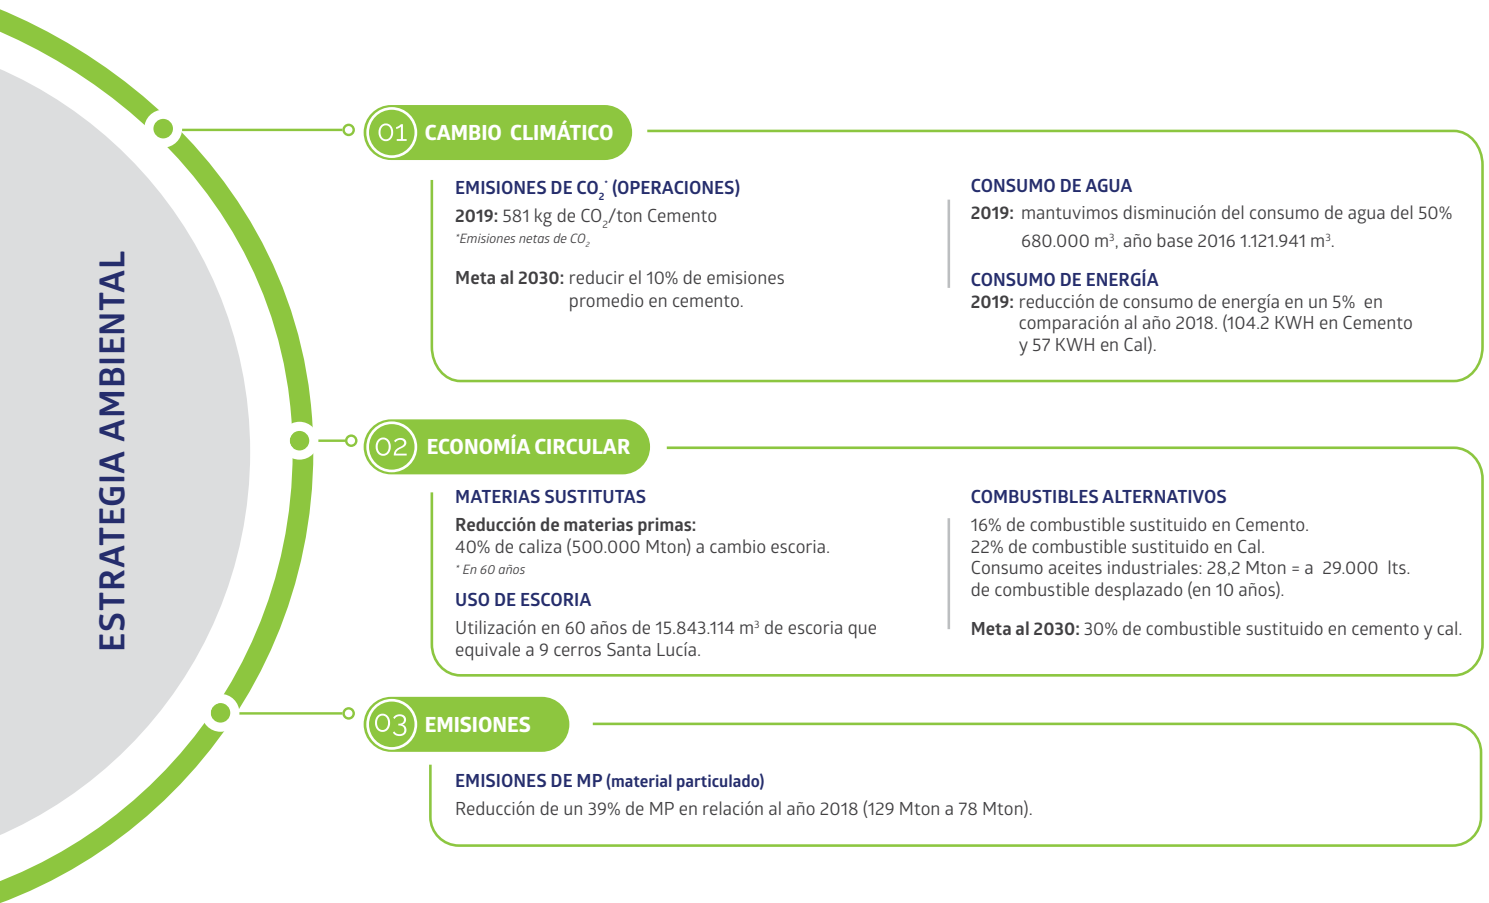 ESTRATEGIA AMBIENTAL
01 CAMBIO CLIMÁTICO
EMISIONES DE CO₂* (OPERACIONES)
2019: 581 kg de CO₂/ton Cemento
*Emisiones netas de CO₂
Meta al 2030: reducir el 10% de emisiones
promedio en cemento.
CONSUMO DE AGUA
2019: mantuvimos disminución del consumo de agua del 50%
680.000 m³, año base 2016 1.121.941 m³.
CONSUMO DE ENERGÍA
2019: reducción de consumo de energía en un 5% en
comparación al año 2018. (104.2 KWH en Cemento
y 57 KWH en Cal).
02 ECONOMÍA CIRCULAR
MATERIAS SUSTITUTAS
Reducción de materias primas:
40% de caliza (500.000 Mton) a cambio escoria.
* En 60 años
USO DE ESCORIA
Utilización en 60 años de 15.843.114 m³ de escoria que
equivale a 9 cerros Santa Lucía.
COMBUSTIBLES ALTERNATIVOS
16% de combustible sustituido en Cemento.
22% de combustible sustituido en Cal.
Consumo aceites industriales: 28,2 Mton = a 29.000 lts.
de combustible desplazado (en 10 años).
Meta al 2030: 30% de combustible sustituido en cemento y cal.
03 EMISIONES
EMISIONES DE MP (material particulado)
Reducción de un 39% de MP en relación al año 2018 (129 Mton a 78 Mton).